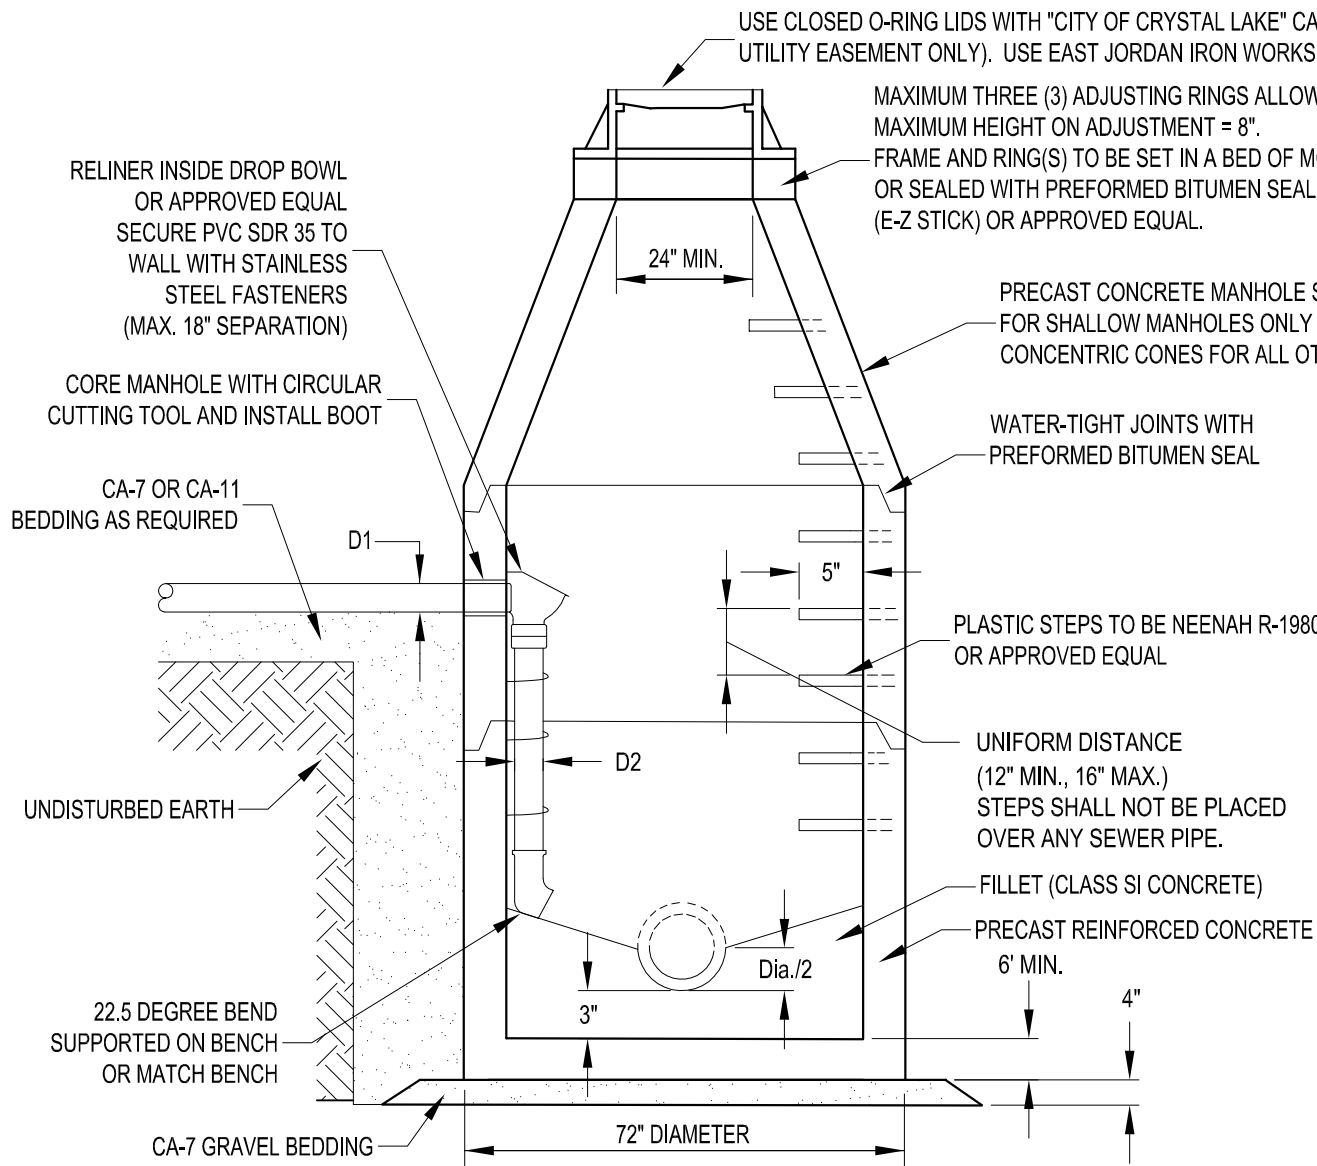 USE CLOSED O-RING LIDS WITH "CITY OF CRYSTAL LAKE" CA
UTILITY EASEMENT ONLY). USE EAST JORDAN IRON WORKS
MAXIMUM THREE (3) ADJUSTING RINGS ALLOW
MAXIMUM HEIGHT ON ADJUSTMENT = 8".
FRAME AND RING(S) TO BE SET IN A BED OF MO
OR SEALED WITH PREFORMED BITUMEN SEAL
(E-Z STICK) OR APPROVED EQUAL.
RELINER INSIDE DROP BOWL
OR APPROVED EQUAL
SECURE PVC SDR 35 TO
WALL WITH STAINLESS
STEEL FASTENERS
(MAX. 18" SEPARATION)
24" MIN.
PRECAST CONCRETE MANHOLE S
FOR SHALLOW MANHOLES ONLY
CONCENTRIC CONES FOR ALL OT
CORE MANHOLE WITH CIRCULAR
CUTTING TOOL AND INSTALL BOOT
WATER-TIGHT JOINTS WITH
PREFORMED BITUMEN SEAL
CA-7 OR CA-11
BEDDING AS REQUIRED
D1
5"
PLASTIC STEPS TO BE NEENAH R-1980
OR APPROVED EQUAL
D2
UNIFORM DISTANCE
(12" MIN., 16" MAX.)
STEPS SHALL NOT BE PLACED
OVER ANY SEWER PIPE.
UNDISTURBED EARTH
FILLET (CLASS SI CONCRETE)
PRECAST REINFORCED CONCRETE
6' MIN.
Dia./2
3"
4"
22.5 DEGREE BEND
SUPPORTED ON BENCH
OR MATCH BENCH
72" DIAMETER
CA-7 GRAVEL BEDDING